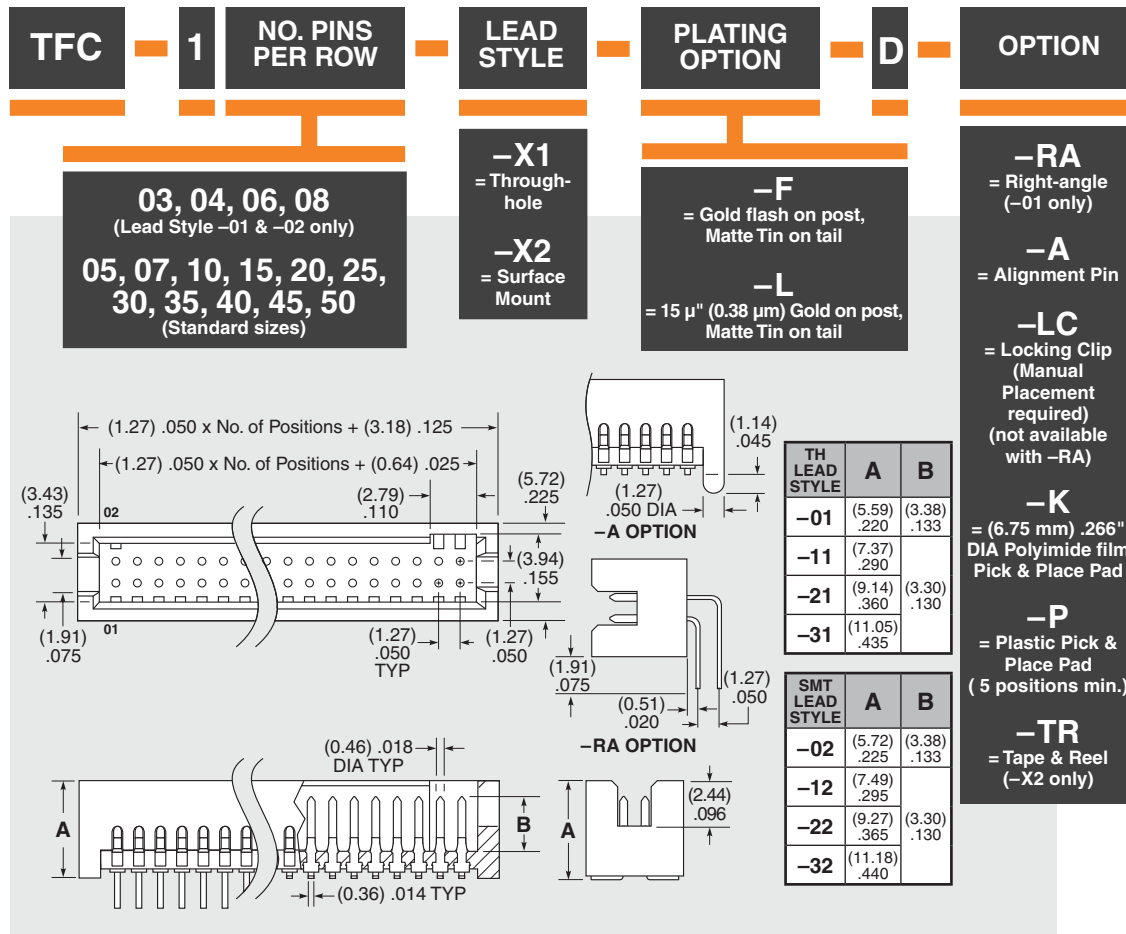 TFC
1
NO. PINS
PER ROW
LEAD
STYLE
PLATING
OPTION
D
OPTION
03, 04, 06, 08
(Lead Style –01 & –02 only)
05, 07, 10, 15, 20, 25,
30, 35, 40, 45, 50
(Standard sizes)
–X1
= Through-
hole
–X2
= Surface
Mount
–F
= Gold flash on post,
Matte Tin on tail
–L
= 15 µ" (0.38 µm) Gold on post,
Matte Tin on tail
–RA
= Right-angle
(–01 only)
–A
= Alignment Pin
–LC
= Locking Clip
(Manual
Placement
required)
(not available
with –RA)
–K
= (6.75 mm) .266"
DIA Polyimide film
Pick & Place Pad
–P
= Plastic Pick &
Place Pad
( 5 positions min.)
–TR
= Tape & Reel
(–X2 only)
(1.27) .050 x No. of Positions + (3.18) .125
(1.27) .050 x No. of Positions + (0.64) .025
(3.43)
.135
(2.79)
.110
(5.72)
.225
02
(3.94)
.155
01
(1.91)
.075
(1.27)
.050
TYP
(1.27)
.050
(1.14)
.045
(1.27)
.050 DIA
–A OPTION
(1.91)
.075
(0.51)
.020
(1.27)
.050
–RA OPTION
TH
LEAD
STYLE
A
B
–01
(5.59)
.220
(3.38)
.133
–11
(7.37)
.290
–21
(9.14)
.360
(3.30)
.130
–31
(11.05)
.435
SMT
LEAD
STYLE
A
B
–02
(5.72)
.225
(3.38)
.133
–12
(7.49)
.295
–22
(9.27)
.365
(3.30)
.130
–32
(11.18)
.440
(0.46) .018
DIA TYP
A
B
(0.36) .014 TYP
A
(2.44)
.096